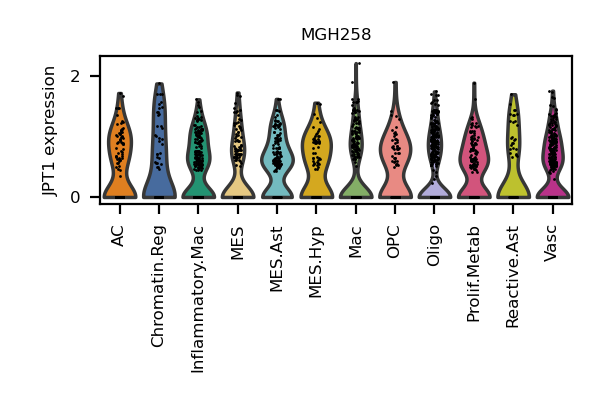 MGH258
JPT1 expression
2
0
AC
Chromatin.Reg
Inflammatory.Mac
MES
MES.Ast
MES.Hyp
Mac
OPC
Oligo
Prolif.Metab
Reactive.Ast
Vasc